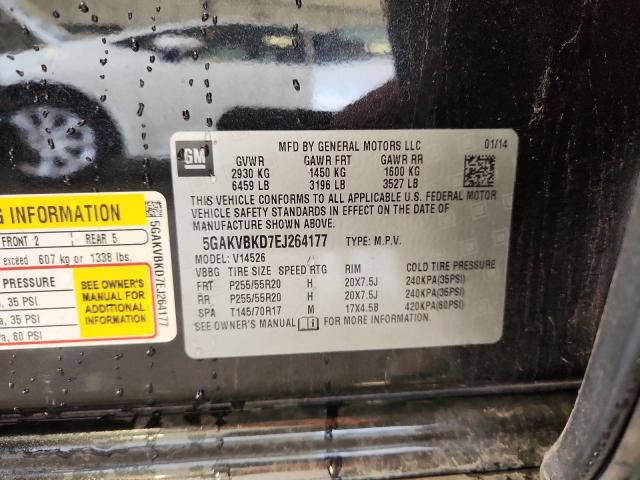 MFD BY GENERAL MOTORS LLC 01/14
GM
GVWR GAWR FRT GAWR RR
2930 KG 1450 KG 1600 KG
6459 LB 3196 LB 3527 LB
THIS VEHICLE CONFORMS TO ALL APPLICABLE U.S. FEDERAL MOTOR
VEHICLE SAFETY STANDARDS IN EFFECT ON THE DATE OF
MANUFACTURE SHOWN ABOVE.
5GAKVBKD7EJ264177 TYPE: M.P.V.
MODEL: V14526
VBBG TIRE SIZE SPEED RTG RIM COLD TIRE PRESSURE
FRT P255/55R20 H 20X7.5J 240KPA(35PSI)
RR P255/55R20 H 20X7.5J 240KPA(35PSI)
SPA T145/70R17 M 17X4.5B 420KPA(60PSI)
SEE OWNER'S MANUAL FOR MORE INFORMATION
G INFORMATION
FRONT 2 REAR 5
exceed 607 kg or 1338 lbs.
PRESSURE
, 35 PSI
a, 35 PSI
a, 60 PSI
SEE OWNER'S
MANUAL FOR
ADDITIONAL
INFORMATION
5GAKVBKD7EJ264177